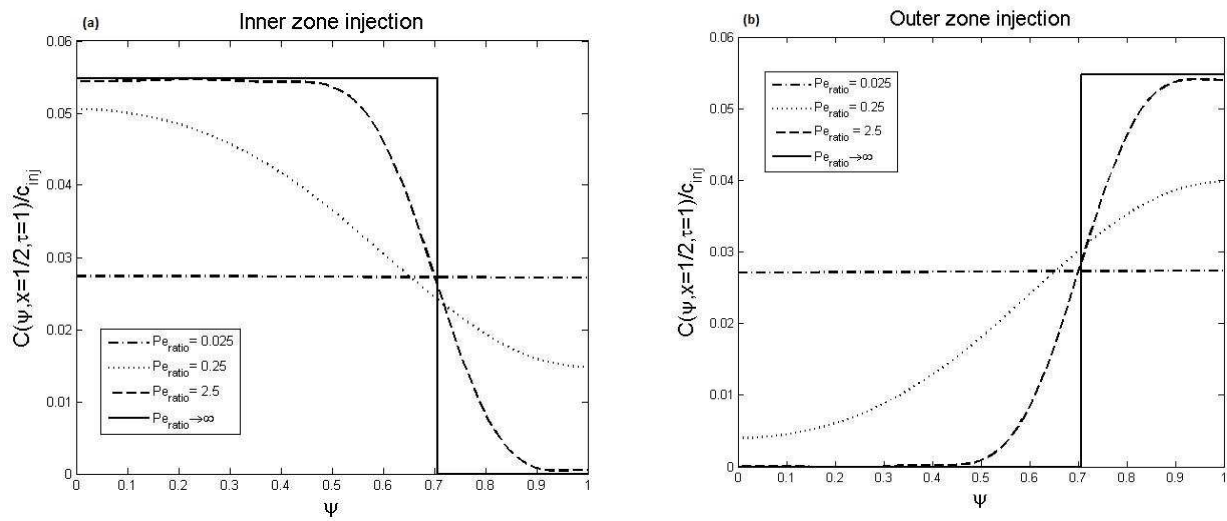 (a) Inner zone injection
C(ψ,x=1/2,τ=1)/c_inj
0.06
0.05
0.04
0.03
0.02
0.01
0
Pe_ratio = 0.025
Pe_ratio = 0.25
Pe_ratio = 2.5
Pe_ratio→∞
0 0.1 0.2 0.3 0.4 0.5 0.6 0.7 0.8 0.9 1
ψ
(b) Outer zone injection
C(ψ,x=1/2,τ=1)/c_inj
0.06
0.05
0.04
0.03
0.02
0.01
0
Pe_ratio = 0.025
Pe_ratio = 0.25
Pe_ratio = 2.5
Pe_ratio→∞
0 0.1 0.2 0.3 0.4 0.5 0.6 0.7 0.8 0.9 1
ψ